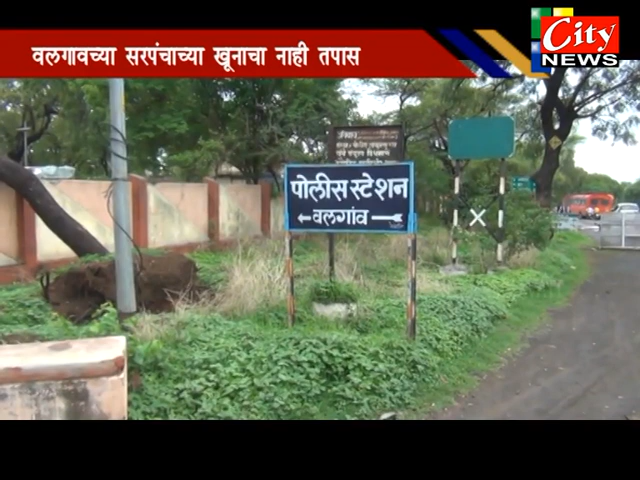 वलगावच्या सरपंचाच्या खूनाचा नाही तपास
City
NEWS
पोलीस स्टेशन
वलगांव